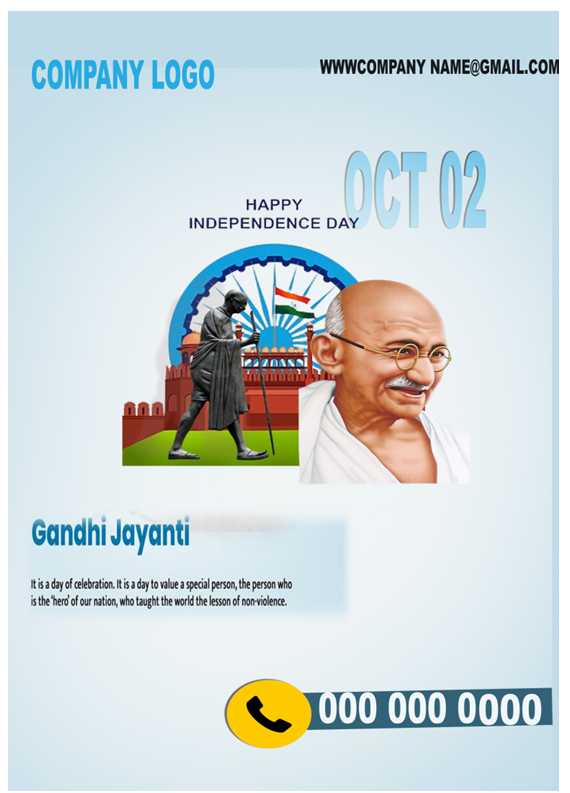 COMPANY LOGO
WWWCOMPANY NAME@GMAIL.COM
OCT 02
HAPPY
INDEPENDENCE DAY
Gandhi Jayanti
It is a day of celebration. It is a day to value a special person, the person who
is the 'hero' of our nation, who taught the world the lesson of non-violence.
000 000 0000